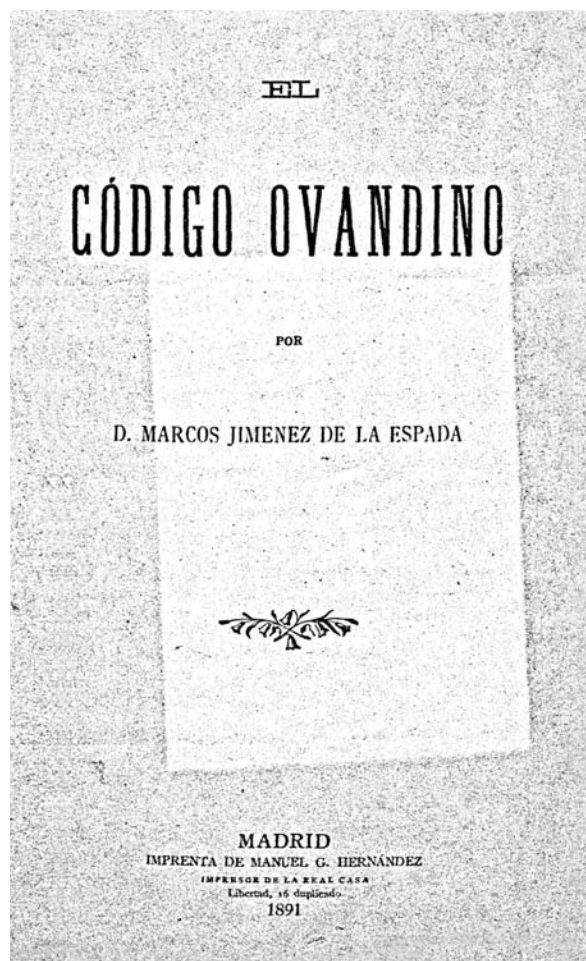 EL
CÓDIGO OVANDINO
POR
D. MARCOS JIMENEZ DE LA ESPADA
MADRID
IMPRENTA DE MANUEL G. HERNÁNDEZ
IMPRESOR DE LA REAL CASA
Libertad, 16 duplicado
1891